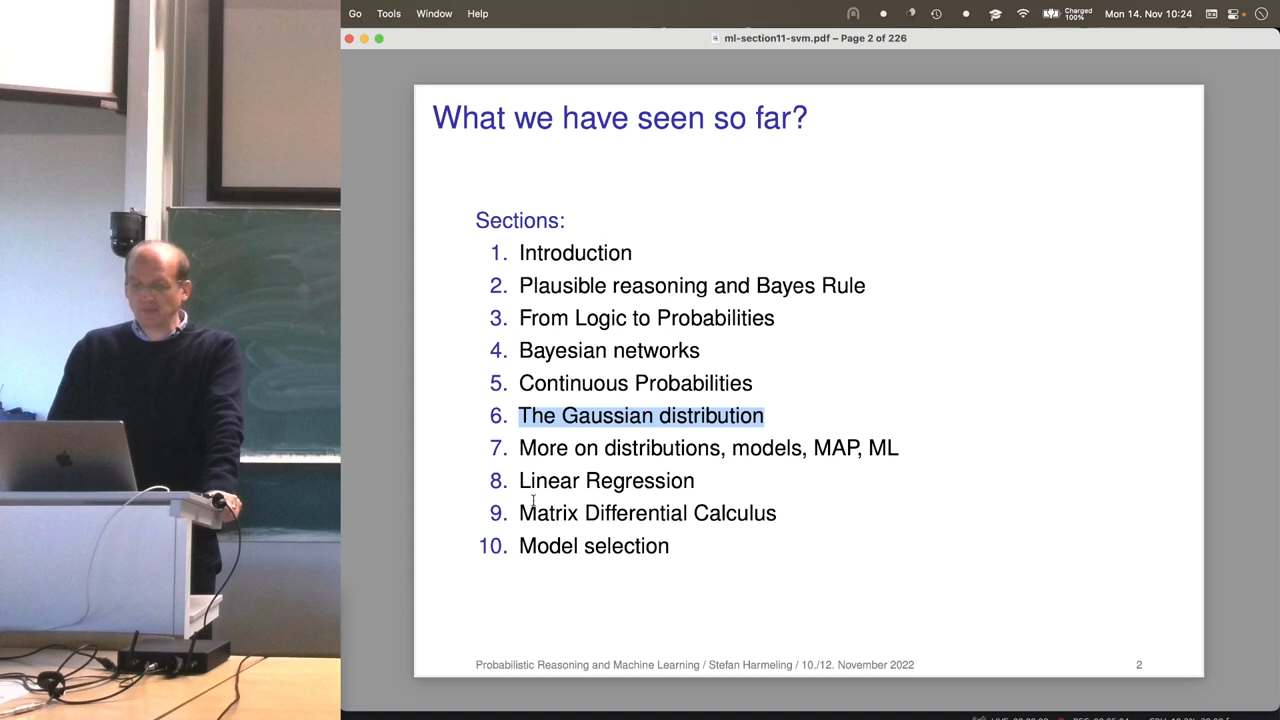 Go Tools Window Help Charged 100% Mon 14. Nov 10:24
ml-section11-svm.pdf – Page 2 of 226
What we have seen so far?
Sections:
1. Introduction
2. Plausible reasoning and Bayes Rule
3. From Logic to Probabilities
4. Bayesian networks
5. Continuous Probabilities
6. The Gaussian distribution
7. More on distributions, models, MAP, ML
8. Linear Regression
9. Matrix Differential Calculus
10. Model selection
Probabilistic Reasoning and Machine Learning / Stefan Harmeling / 10./12. November 2022 2